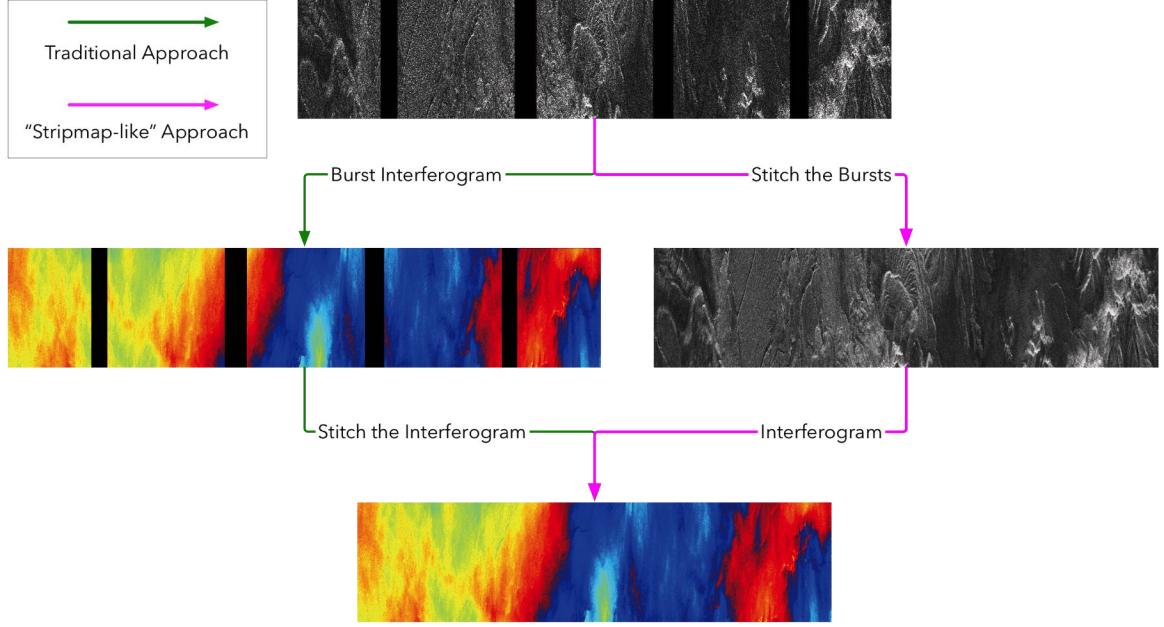 Traditional Approach
“Stripmap-like” Approach
Burst Interferogram
Stitch the Bursts
Stitch the Interferogram
Interferogram